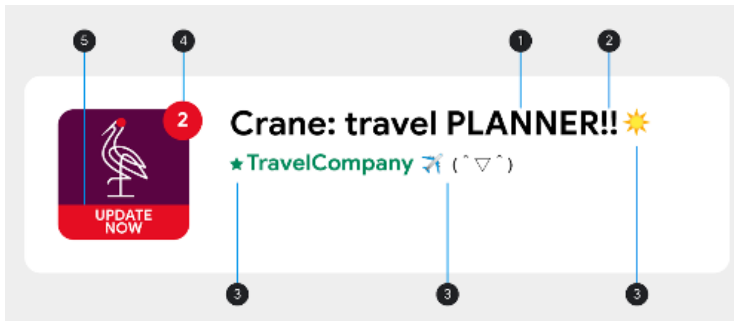 5 4 1 2
2
Crane: travel PLANNER!!☀️
★TravelCompany ✈️ (ˆ▽ˆ)
UPDATE
NOW
3 3 3